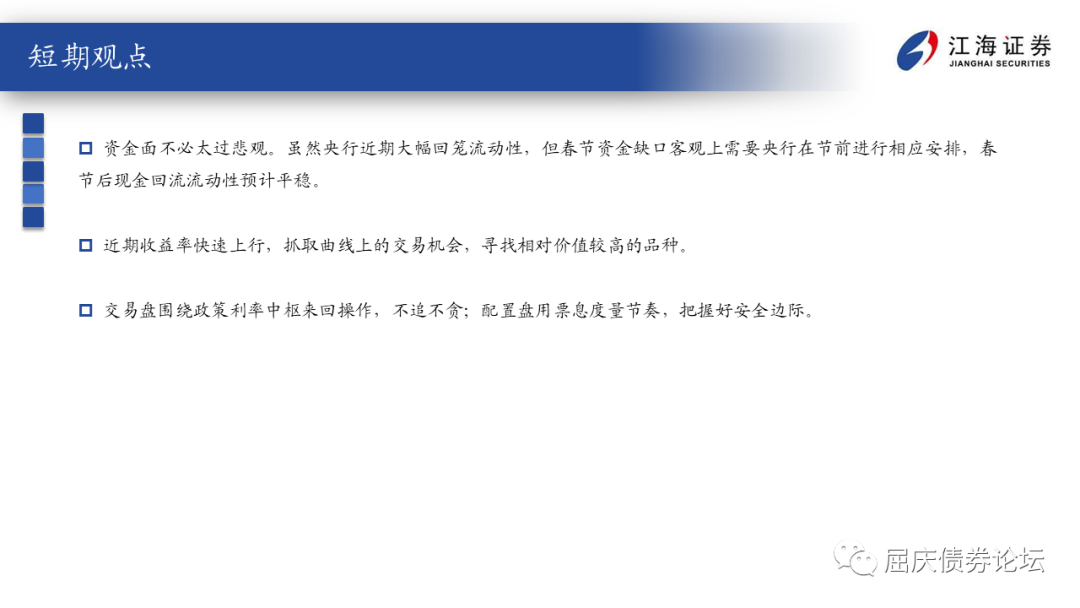 短期观点
江海证券
JIANGHAI SECURITIES
资金面不必太过悲观。虽然央行近期大幅回笼流动性，但春节资金缺口客观上需要央行在节前进行相应安排，春
节后现金回流流动性预计平稳。
近期收益率快速上行，抓取曲线上的交易机会，寻找相对价值较高的品种。
交易盘围绕政策利率中枢来回操作，不追不贪；配置盘用票息度量节奏，把握好安全边际。
屈庆债券论坛